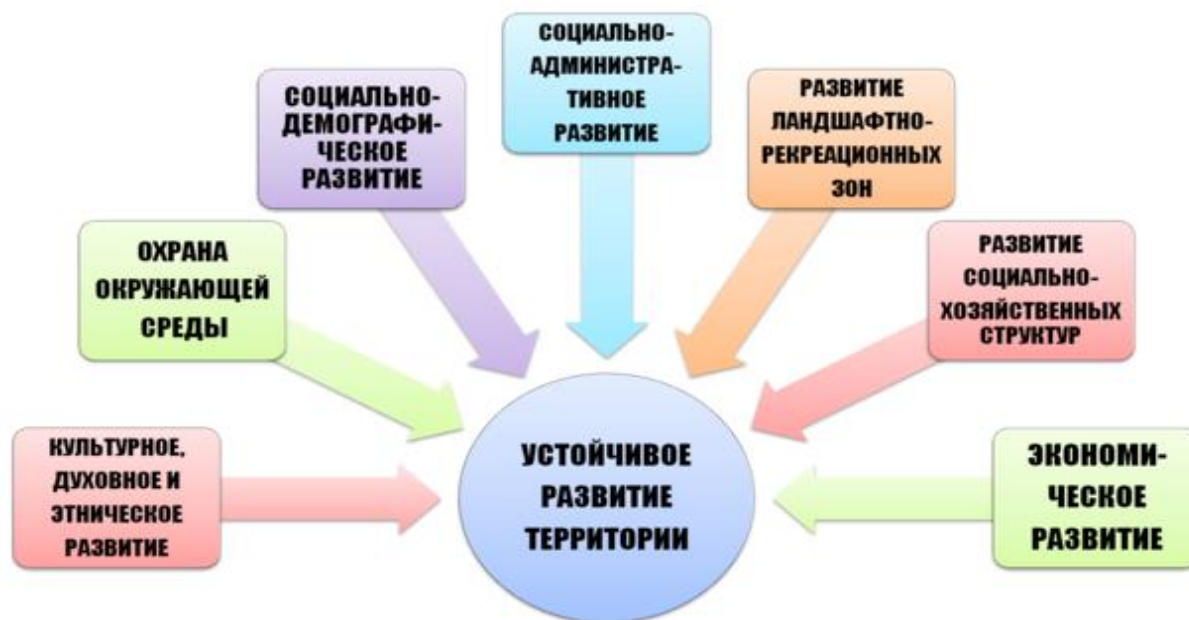 СОЦИАЛЬНО-
АДМИНИСТРА-
ТИВНОЕ
РАЗВИТИЕ
СОЦИАЛЬНО-
ДЕМОГРАФИ-
ЧЕСКОЕ
РАЗВИТИЕ
РАЗВИТИЕ
ЛАНДШАФТНО-
РЕКРЕАЦИОННЫХ
ЗОН
ОХРАНА
ОКРУЖАЮЩЕЙ
СРЕДЫ
РАЗВИТИЕ
СОЦИАЛЬНО-
ХОЗЯЙСТВЕННЫХ
СТРУКТУР
КУЛЬТУРНОЕ,
ДУХОВНОЕ И
ЭТНИЧЕСКОЕ
РАЗВИТИЕ
УСТОЙЧИВОЕ
РАЗВИТИЕ
ТЕРРИТОРИИ
ЭКОНОМИ-
ЧЕСКОЕ
РАЗВИТИЕ